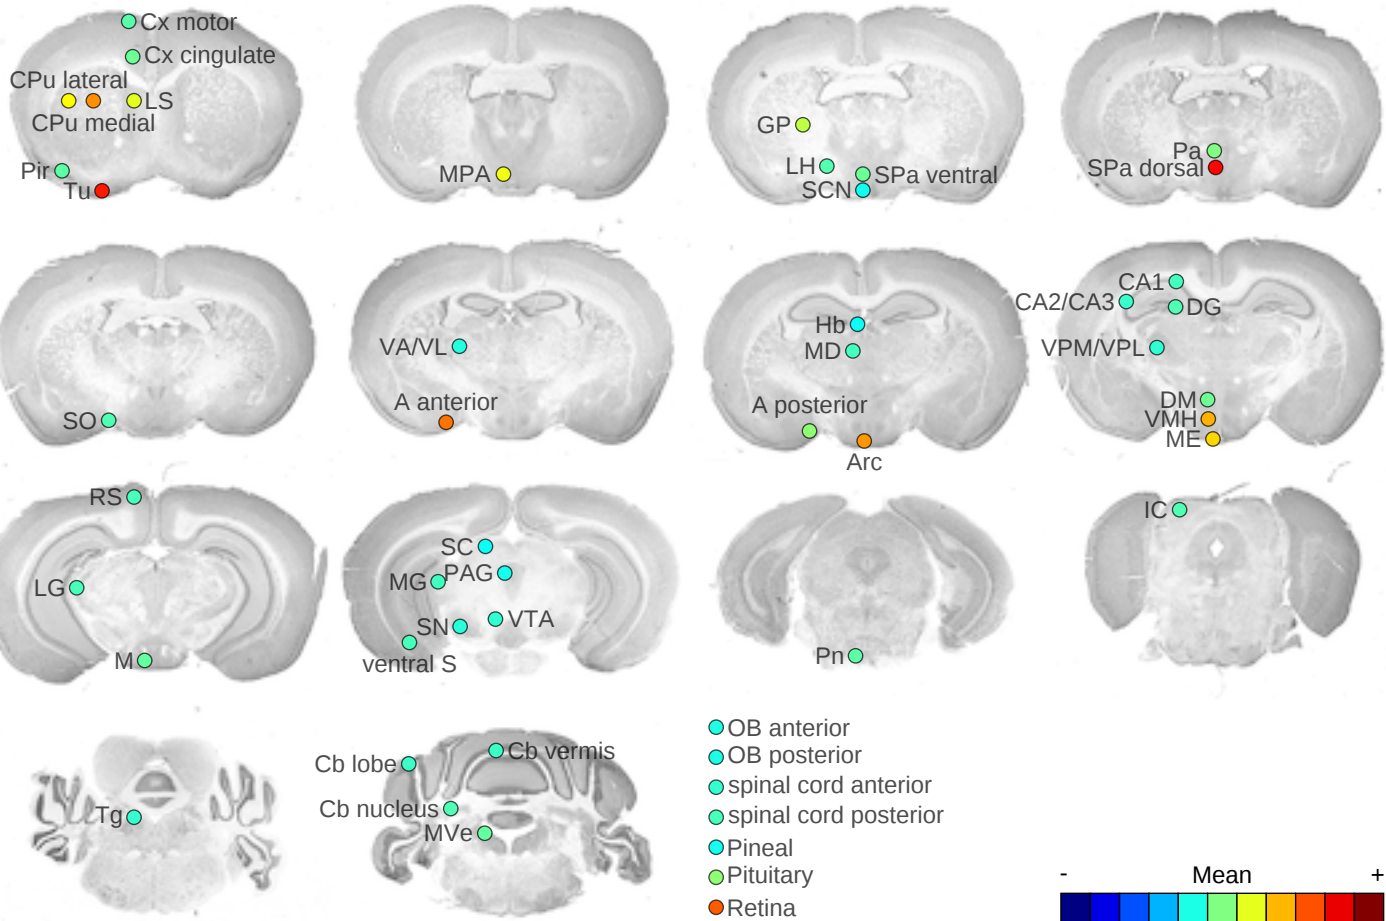 Cx motor
Cx cingulate
CPu lateral
LS
CPu medial
Pir
Tu
MPA
GP
LH
SPa ventral
SCN
Pa
SPa dorsal
SO
VA/VL
A anterior
Hb
MD
A posterior
Arc
CA1
CA2/CA3
DG
VPM/VPL
DM
VMH
ME
RS
LG
M
SC
PAG
MG
VTA
SN
ventral S
Pn
IC
Tg
Cb vermis
Cb lobe
Cb nucleus
MVe
OB anterior
OB posterior
spinal cord anterior
spinal cord posterior
Pineal
Pituitary
Retina
- Mean +